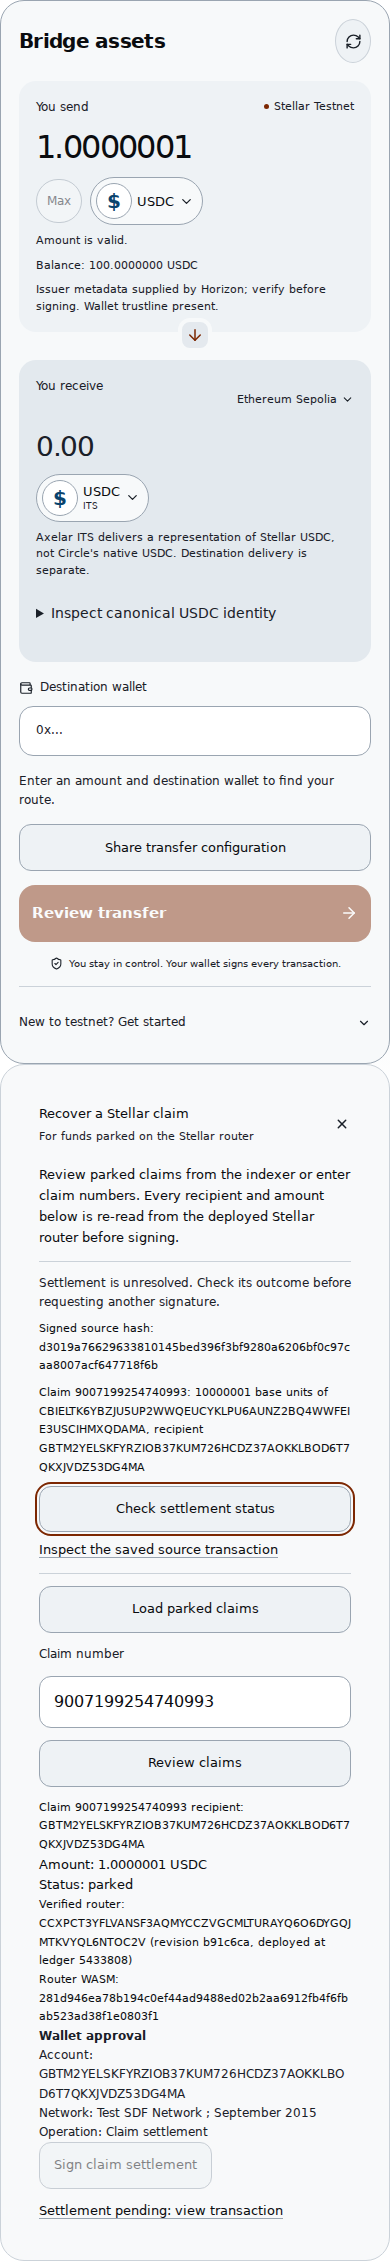 Bridge assets
You send
Stellar Testnet
1.0000001
Max
$ USDC
Amount is valid.
Balance: 100.0000000 USDC
Issuer metadata supplied by Horizon; verify before
signing. Wallet trustline present.
You receive
Ethereum Sepolia
0.00
$ USDC
ITS
Axelar ITS delivers a representation of Stellar USDC,
not Circle's native USDC. Destination delivery is
separate.
Inspect canonical USDC identity
Destination wallet
0x...
Enter an amount and destination wallet to find your
route.
Share transfer configuration
Review transfer
You stay in control. Your wallet signs every transaction.
New to testnet? Get started
Recover a Stellar claim
For funds parked on the Stellar router
Review parked claims from the indexer or enter
claim numbers. Every recipient and amount
below is re-read from the deployed Stellar
router before signing.
Settlement is unresolved. Check its outcome before
requesting another signature.
Signed source hash:
d3019a76629633810145bed396f3bf9280a6206bf0c97c
aa8007acf647718f6b
Claim 9007199254740993: 10000001 base units of
CBIELTK6YBZJU5UP2WWQEUCYKLPU6AUNZ2BQ4WWFEI
E3USCIHMXQDAMA, recipient
GBTM2YELSKFYRZIOB37KUM726HCDZ37AOKKLBOD6T7
QKXJVDZ53DG4MA
Check settlement status
Inspect the saved source transaction
Load parked claims
Claim number
9007199254740993
Review claims
Claim 9007199254740993 recipient:
GBTM2YELSKFYRZIOB37KUM726HCDZ37AOKKLBOD6T7
QKXJVDZ53DG4MA
Amount: 1.0000001 USDC
Status: parked
Verified router:
CCXPCT3YFLVANSF3AQMYCCZVGCMLTURAYQ6O6DYGQJ
MTKVYQL6NTOC2V (revision b91c6ca, deployed at
ledger 5433808)
Router WASM:
281d946ea78b194c0ef44ad9488ed02b2aa6912fb4f6fb
ab523ad38f1e0803f1
Wallet approval
Account:
GBTM2YELSKFYRZIOB37KUM726HCDZ37AOKKLBO
D6T7QKXJVDZ53DG4MA
Network: Test SDF Network ; September 2015
Operation: Claim settlement
Sign claim settlement
Settlement pending: view transaction